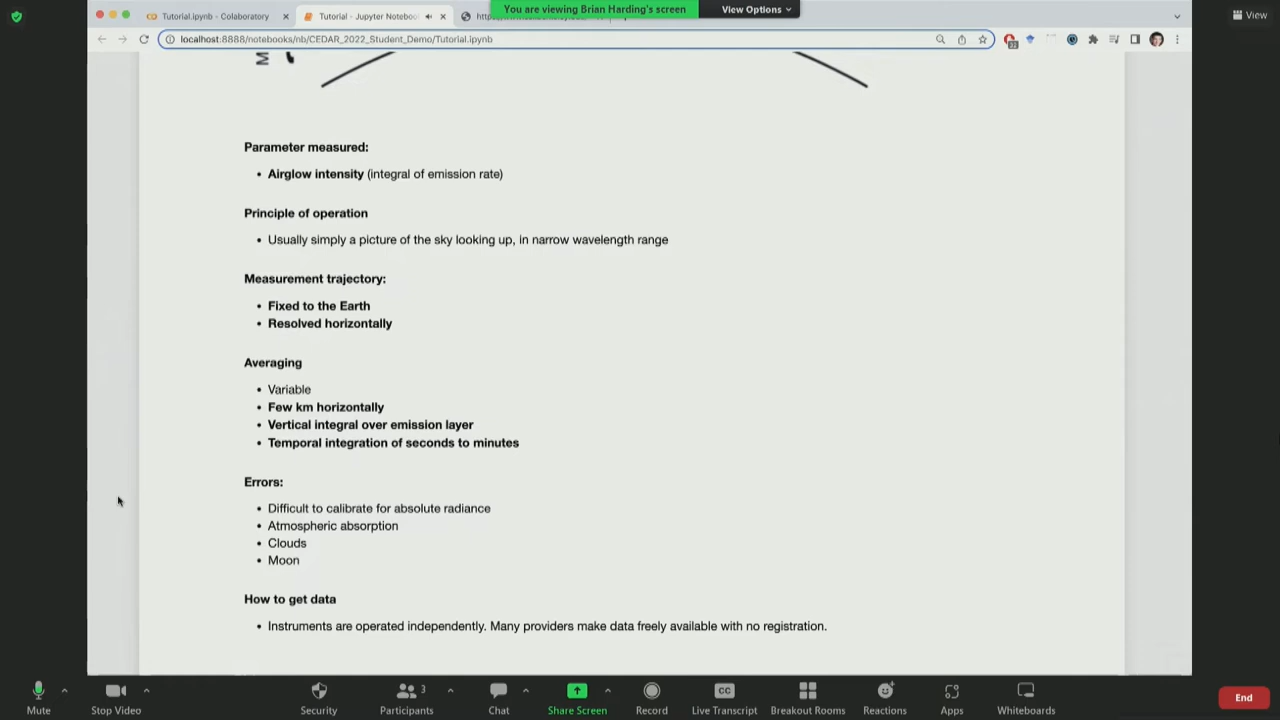 You are viewing Brian Harding's screen
View Options
View
Tutorial.ipynb - Colaboratory
Tutorial - Jupyter Noteboo
localhost:8888/notebooks/nb/CEDAR_2022_Student_Demo/Tutorial.ipynb
M
Parameter measured:
• Airglow intensity (integral of emission rate)
Principle of operation
• Usually simply a picture of the sky looking up, in narrow wavelength range
Measurement trajectory:
• Fixed to the Earth
• Resolved horizontally
Averaging
• Variable
• Few km horizontally
• Vertical integral over emission layer
• Temporal integration of seconds to minutes
Errors:
• Difficult to calibrate for absolute radiance
• Atmospheric absorption
• Clouds
• Moon
How to get data
• Instruments are operated independently. Many providers make data freely available with no registration.
Mute
Stop Video
Security
Participants 3
Chat
Share Screen
Record
CC
Live Transcript
Breakout Rooms
Reactions
Apps
Whiteboards
End